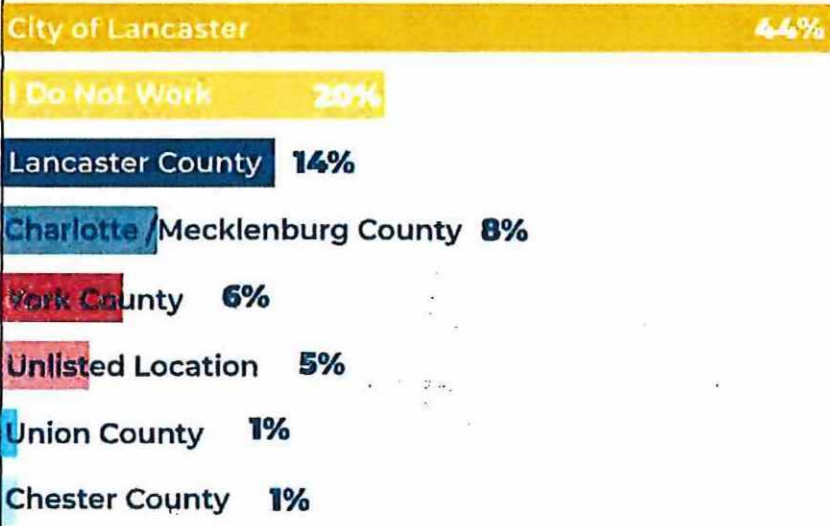 City of Lancaster 44%
I Do Not Work 20%
Lancaster County 14%
Charlotte /Mecklenburg County 8%
York County 6%
Unlisted Location 5%
Union County 1%
Chester County 1%